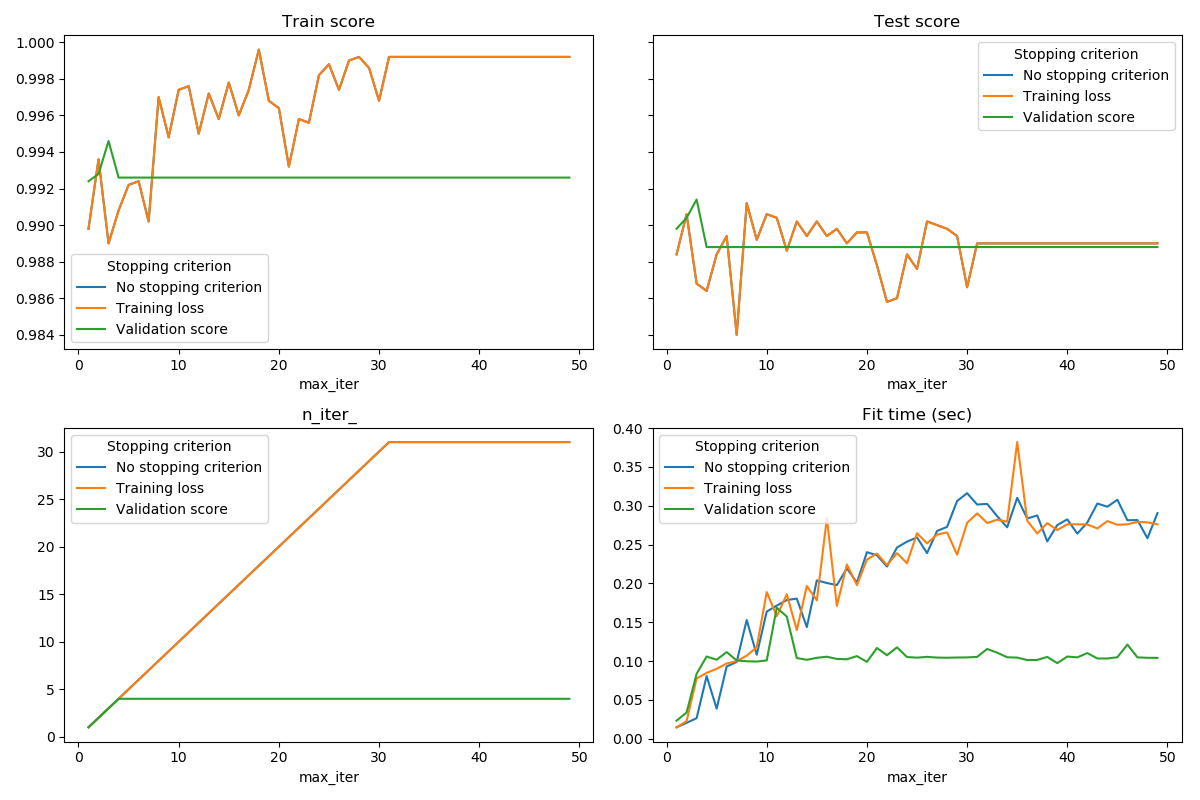 Train score
1.000
0.998
0.996
0.994
0.992
0.990
0.988
0.986
0.984
Stopping criterion
No stopping criterion
Training loss
Validation score
0 10 20 30 40 50
max_iter
Test score
Stopping criterion
No stopping criterion
Training loss
Validation score
0 10 20 30 40 50
max_iter
n_iter_
30
25
20
15
10
5
0
Stopping criterion
No stopping criterion
Training loss
Validation score
0 10 20 30 40 50
max_iter
Fit time (sec)
0.40
0.35
0.30
0.25
0.20
0.15
0.10
0.05
0.00
Stopping criterion
No stopping criterion
Training loss
Validation score
0 10 20 30 40 50
max_iter